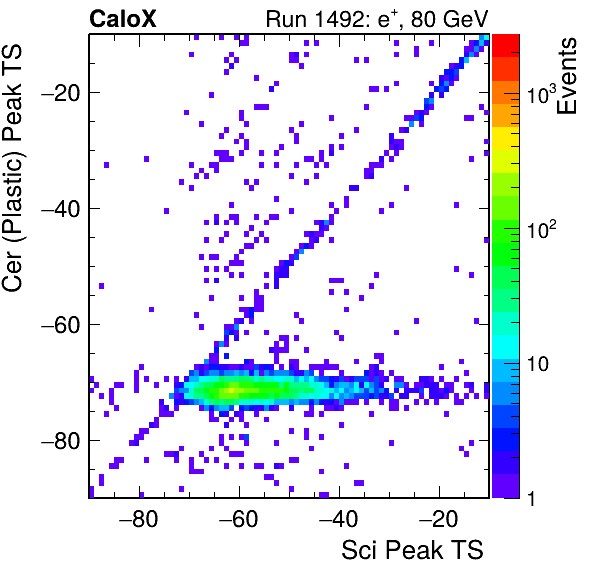 CaloX
Run 1492: e+, 80 GeV
Cer (Plastic) Peak TS
−20
−40
−60
−80
−80
−60
−40
−20
Sci Peak TS
Events
10³
10²
10
1